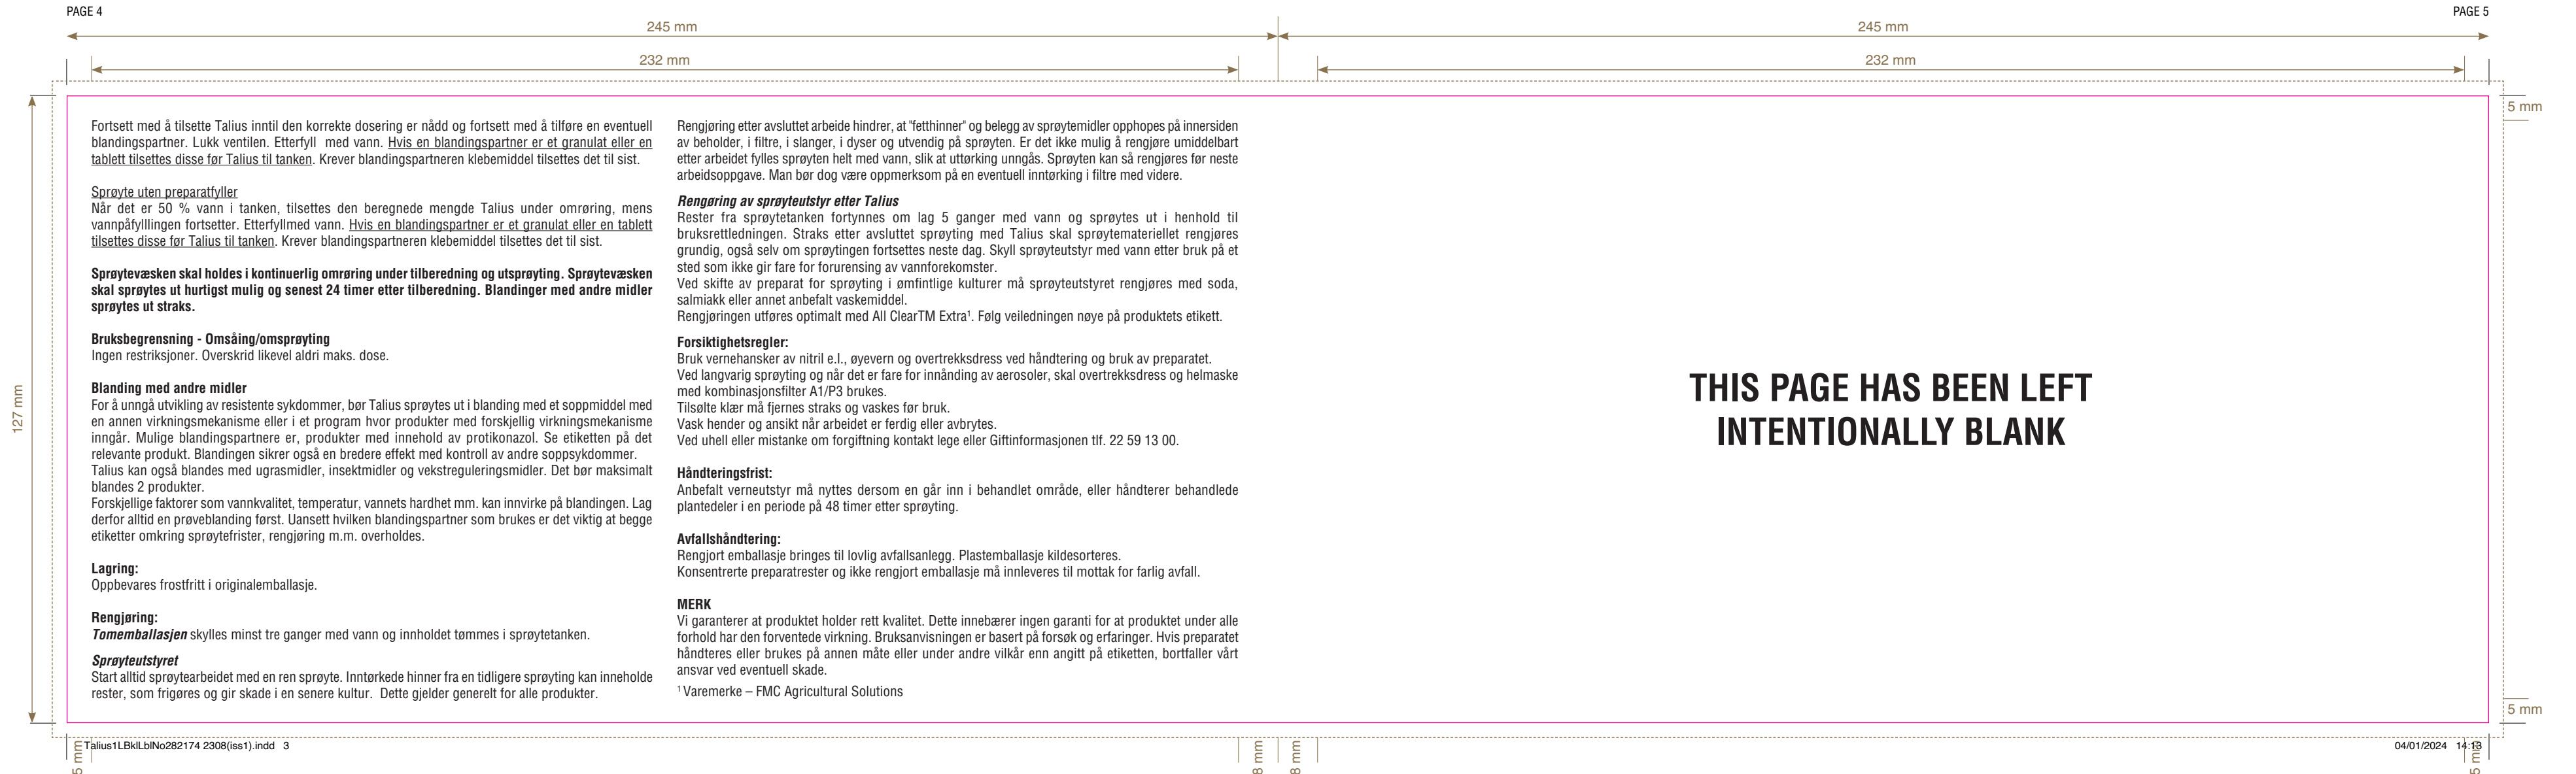 PAGE 4
PAGE 5
245 mm
245 mm
232 mm
232 mm
5 mm
127 mm
Fortsett med å tilsette Talius inntil den korrekte dosering er nådd og fortsett med å tilføre en eventuell
blandingspartner. Lukk ventilen. Etterfyll  med vann. Hvis en blandingspartner er et granulat eller en
tablett tilsettes disse før Talius til tanken. Krever blandingspartneren klebemiddel tilsettes det til sist.
Sprøyte uten preparatfyller
Når det er 50 % vann i tanken, tilsettes den beregnede mengde Talius under omrøring, mens
vannpåfylllingen fortsetter. Etterfyllmed vann. Hvis en blandingspartner er et granulat eller en tablett
tilsettes disse før Talius til tanken. Krever blandingspartneren klebemiddel tilsettes det til sist.
Sprøytevæsken skal holdes i kontinuerlig omrøring under tilberedning og utsprøyting. Sprøytevæsken
skal sprøytes ut hurtigst mulig og senest 24 timer etter tilberedning. Blandinger med andre midler
sprøytes ut straks.
Bruksbegrensning - Omsåing/omsprøyting
Ingen restriksjoner. Overskrid likevel aldri maks. dose.
Blanding med andre midler
For å unngå utvikling av resistente sykdommer, bør Talius sprøytes ut i blanding med et soppmiddel med
en annen virkningsmekanisme eller i et program hvor produkter med forskjellig virkningsmekanisme
inngår. Mulige blandingspartnere er, produkter med innehold av protikonazol. Se etiketten på det
relevante produkt. Blandingen sikrer også en bredere effekt med kontroll av andre soppsykdommer.
Talius kan også blandes med ugrasmidler, insektmidler og vekstreguleringsmidler. Det bør maksimalt
blandes 2 produkter.
Forskjellige faktorer som vannkvalitet, temperatur, vannets hardhet mm. kan innvirke på blandingen. Lag
derfor alltid en prøveblanding først. Uansett hvilken blandingspartner som brukes er det viktig at begge
etiketter omkring sprøytefrister, rengjøring m.m. overholdes.
Lagring:
Oppbevares frostfritt i originalemballasje.
Rengjøring:
Tomemballasjen skylles minst tre ganger med vann og innholdet tømmes i sprøytetanken.
Sprøyteutstyret
Start alltid sprøytearbeidet med en ren sprøyte. Inntørkede hinner fra en tidligere sprøyting kan inneholde
rester, som frigøres og gir skade i en senere kultur.  Dette gjelder generelt for alle produkter.
Rengjøring etter avsluttet arbeide hindrer, at "fetthinner" og belegg av sprøytemidler opphopes på innersiden
av beholder, i filtre, i slanger, i dyser og utvendig på sprøyten. Er det ikke mulig å rengjøre umiddelbart
etter arbeidet fylles sprøyten helt med vann, slik at uttørking unngås. Sprøyten kan så rengjøres før neste
arbeidsoppgave. Man bør dog være oppmerksom på en eventuell inntørking i filtre med videre.
Rengøring av sprøyteutstyr etter Talius
Rester fra sprøytetanken fortynnes om lag 5 ganger med vann og sprøytes ut i henhold til
bruksrettledningen. Straks etter avsluttet sprøyting med Talius skal sprøytemateriellet rengjøres
grundig, også selv om sprøytingen fortsettes neste dag. Skyll sprøyteutstyr med vann etter bruk på et
sted som ikke gir fare for forurensing av vannforekomster.
Ved skifte av preparat for sprøyting i ømfintlige kulturer må sprøyteutstyret rengjøres med soda,
salmiakk eller annet anbefalt vaskemiddel.
Rengjøringen utføres optimalt med All ClearTM Extra¹. Følg veiledningen nøye på produktets etikett.
Forsiktighetsregler:
Bruk vernehansker av nitril e.l., øyevern og overtrekksdress ved håndtering og bruk av preparatet.
Ved langvarig sprøyting og når det er fare for innånding av aerosoler, skal overtrekksdress og helmaske
med kombinasjonsfilter A1/P3 brukes.
Tilsølte klær må fjernes straks og vaskes før bruk.
Vask hender og ansikt når arbeidet er ferdig eller avbrytes.
Ved uhell eller mistanke om forgiftning kontakt lege eller Giftinformasjonen tlf. 22 59 13 00.
Håndteringsfrist:
Anbefalt verneutstyr må nyttes dersom en går inn i behandlet område, eller håndterer behandlede
plantedeler i en periode på 48 timer etter sprøyting.
Avfallshåndtering:
Rengjort emballasje bringes til lovlig avfallsanlegg. Plastemballasje kildesorteres.
Konsentrerte preparatrester og ikke rengjort emballasje må innleveres til mottak for farlig avfall.
MERK
Vi garanterer at produktet holder rett kvalitet. Dette innebærer ingen garanti for at produktet under alle
forhold har den forventede virkning. Bruksanvisningen er basert på forsøk og erfaringer. Hvis preparatet
håndteres eller brukes på annen måte eller under andre vilkår enn angitt på etiketten, bortfaller vårt
ansvar ved eventuell skade.
¹ Varemerke – FMC Agricultural Solutions
THIS PAGE HAS BEEN LEFT
INTENTIONALLY BLANK
5 mm
Talius1LBklLblNo282174 2308(iss1).indd   3
04/01/2024   14:13
5 mm
8 mm
8 mm
5 mm